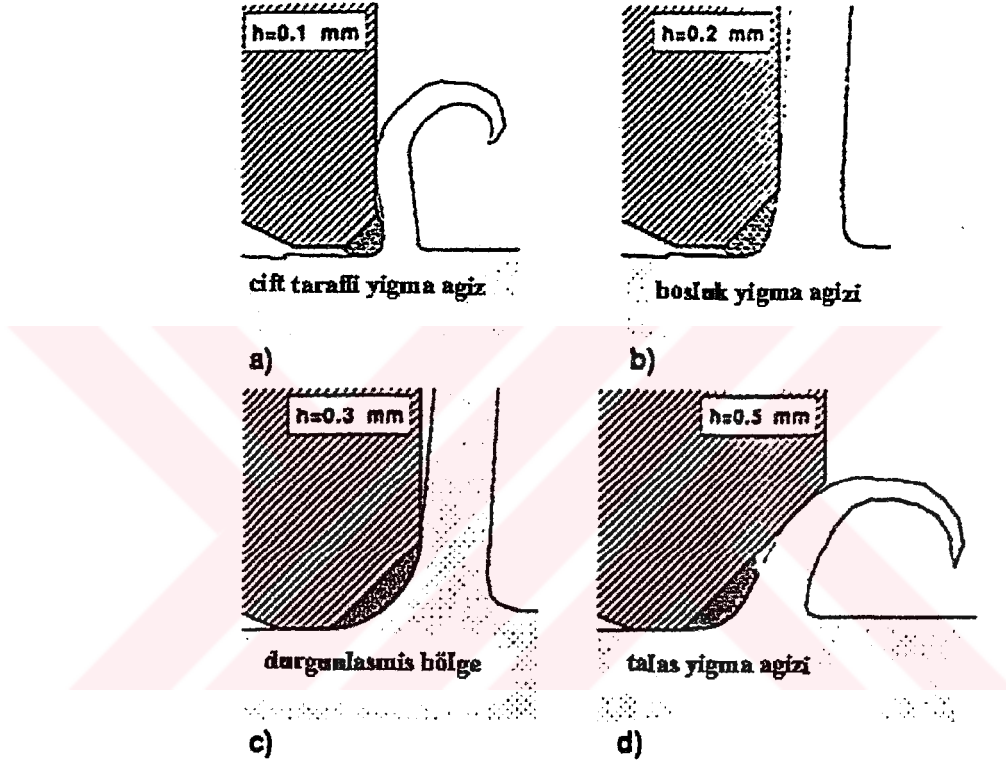 h=0.1 mm
h=0.2 mm
cift tarafli yigma agiz
bosluk yigma agizi
a)
b)
h=0.3 mm
h=0.5 mm
durgunlasmis bölge
talas yigma agizi
c)
d)